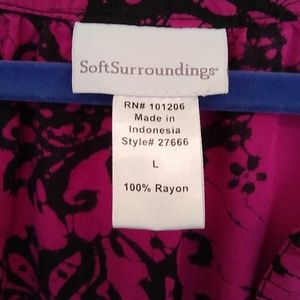 SoftSurroundings
RN# 101206
Made in
Indonesia
Style# 27666
L
100% Rayon